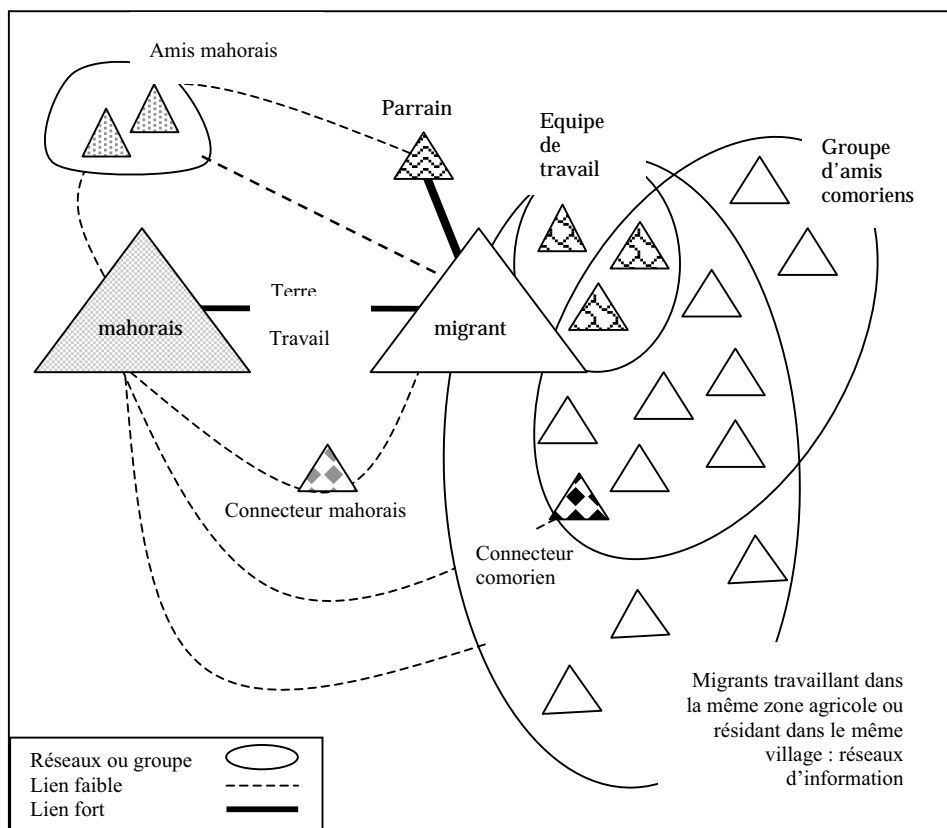 Amis mahorais
Parrain
Equipe
de
travail
Groupe
d'amis
comoriens
mahorais
Terre
Travail
migrant
Connecteur mahorais
Connecteur
comorien
Migrants travaillant dans
la même zone agricole ou
résidant dans le même
village : réseaux
d'information
Réseaux ou groupe
Lien faible
Lien fort